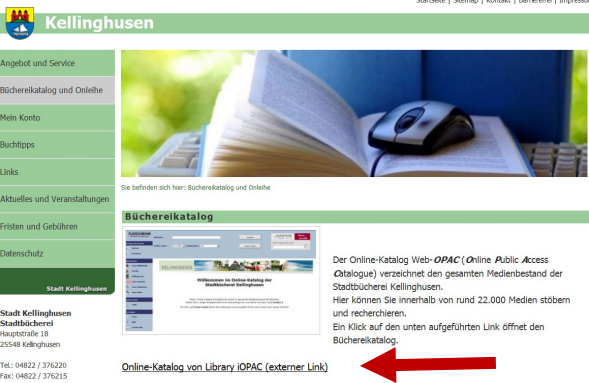 Startseite | Sitemap | Kontakt | Barrierefrei | Impressu
Kellinghusen
Angebot und Service
Büchereikatalog und Onleihe
Mein Konto
Buchtipps
Links
Aktuelles und Veranstaltungen
Fristen und Gebühren
Datenschutz
Stadt Kellinghusen
Stadt Kellinghusen
Stadtbücherei
Hauptstraße 18
25548 Kellinghusen
Tel.: 04822 / 376220
Fax: 04822 / 376215
Sie befinden sich hier: Büchereikatalog und Onleihe
Büchereikatalog
KELLINGHUSEN
Willkommen im Online-Katalog der
Stadtbücherei Kellinghusen
Der Online-Katalog Web-OPAC (Online Public Access
Catalogue) verzeichnet den gesamten Medienbestand der
Stadtbücherei Kellinghusen.
Hier können Sie innerhalb von rund 22.000 Medien stöbern
und recherchieren.
Ein Klick auf den unten aufgeführten Link öffnet den
Büchereikatalog.
Online-Katalog von Library iOPAC (externer Link)